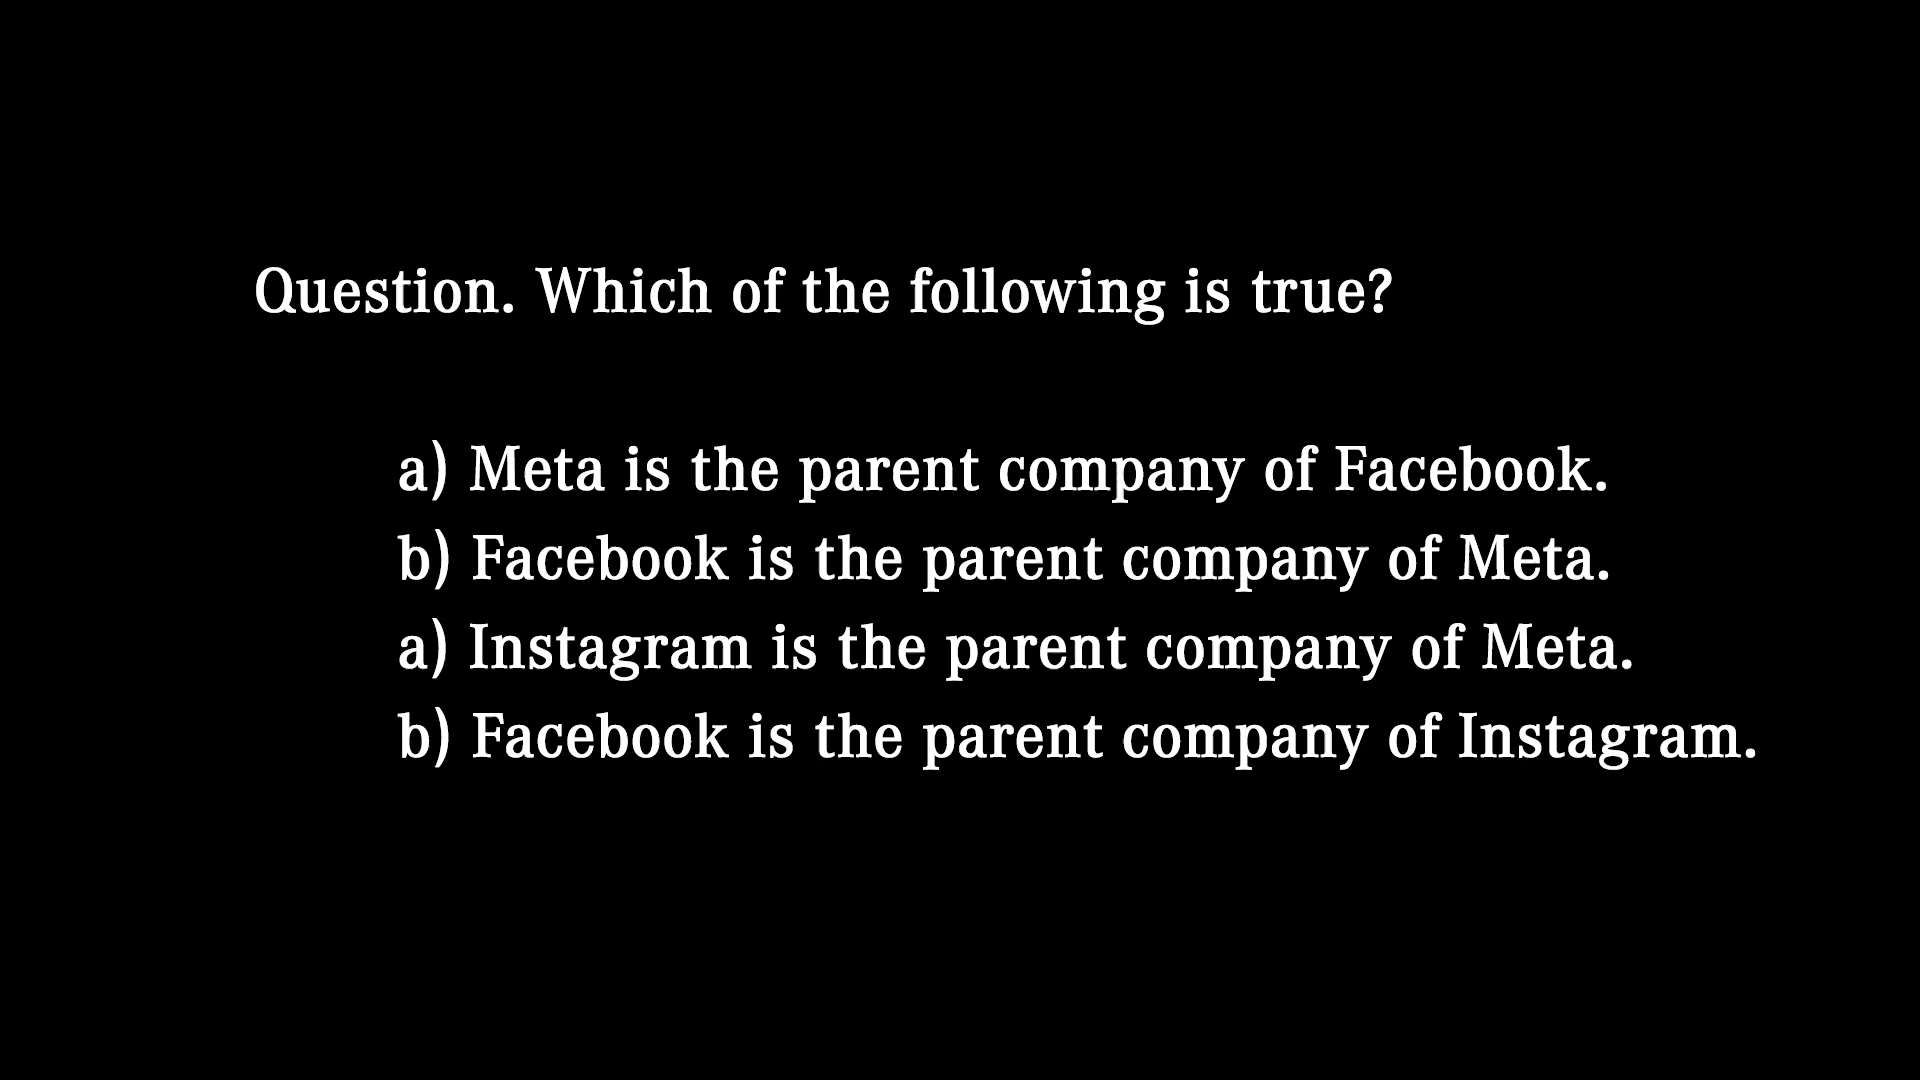 Question. Which of the following is true?
a) Meta is the parent company of Facebook.
b) Facebook is the parent company of Meta.
a) Instagram is the parent company of Meta.
b) Facebook is the parent company of Instagram.